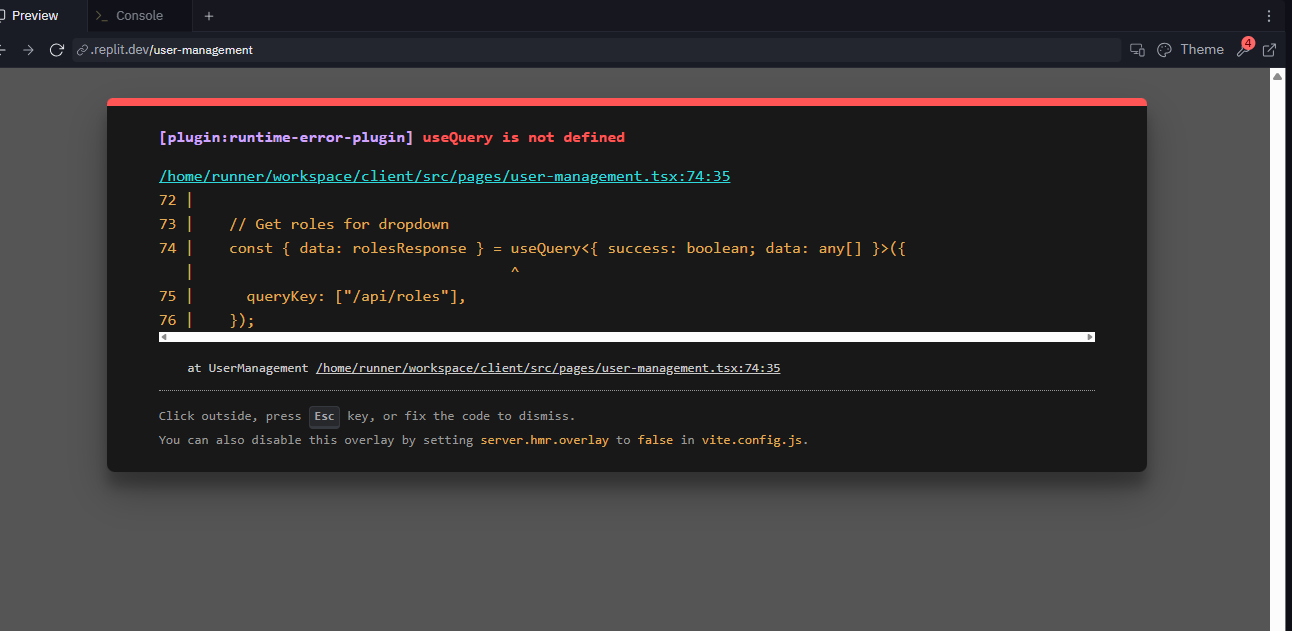 Preview
>_ Console
+
.replit.dev/user-management
Theme
4
[plugin:runtime-error-plugin] useQuery is not defined
/home/runner/workspace/client/src/pages/user-management.tsx:74:35
72 |
73 |    // Get roles for dropdown
74 |    const { data: rolesResponse } = useQuery<{ success: boolean; data: any[] }>({
   |                                    ^
75 |      queryKey: ["/api/roles"],
76 |    });
at UserManagement /home/runner/workspace/client/src/pages/user-management.tsx:74:35
Click outside, press Esc key, or fix the code to dismiss.
You can also disable this overlay by setting server.hmr.overlay to false in vite.config.js.